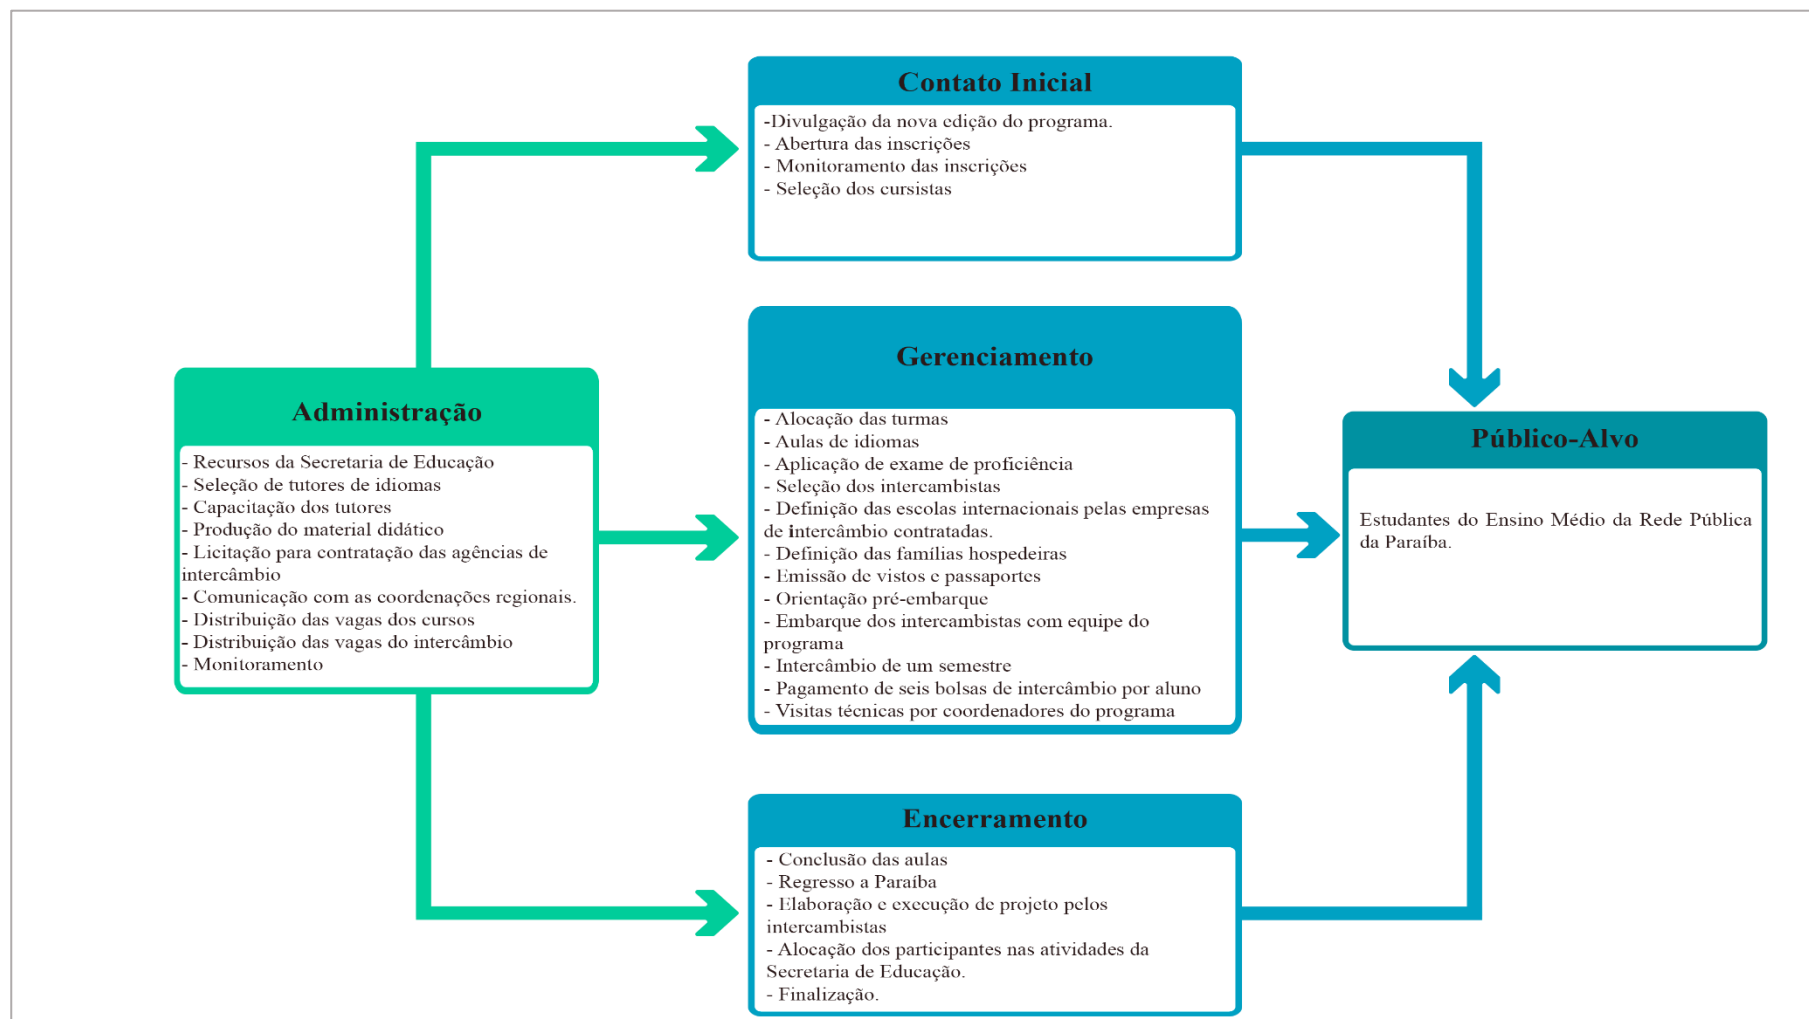 Contato Inicial
-Divulgação da nova edição do programa.
- Abertura das inscrições
- Monitoramento das inscrições
- Seleção dos cursistas
Gerenciamento
- Alocação das turmas
- Aulas de idiomas
- Aplicação de exame de proficiência
- Seleção dos intercambistas
- Definição das escolas internacionais pelas empresas
de intercâmbio contratadas.
- Definição das famílias hospedeiras
- Emissão de vistos e passaportes
- Orientação pré-embarque
- Embarque dos intercambistas com equipe do
programa
- Intercâmbio de um semestre
- Pagamento de seis bolsas de intercâmbio por aluno
- Visitas técnicas por coordenadores do programa
Administração
- Recursos da Secretaria de Educação
- Seleção de tutores de idiomas
- Capacitação dos tutores
- Produção do material didático
- Licitação para contratação das agências de
intercâmbio
- Comunicação com as coordenações regionais.
- Distribuição das vagas dos cursos
- Distribuição das vagas do intercâmbio
- Monitoramento
Público-Alvo
Estudantes do Ensino Médio da Rede Pública
da Paraíba.
Encerramento
- Conclusão das aulas
- Regresso a Paraíba
- Elaboração e execução de projeto pelos
intercambistas
- Alocação dos participantes nas atividades da
Secretaria de Educação.
- Finalização.